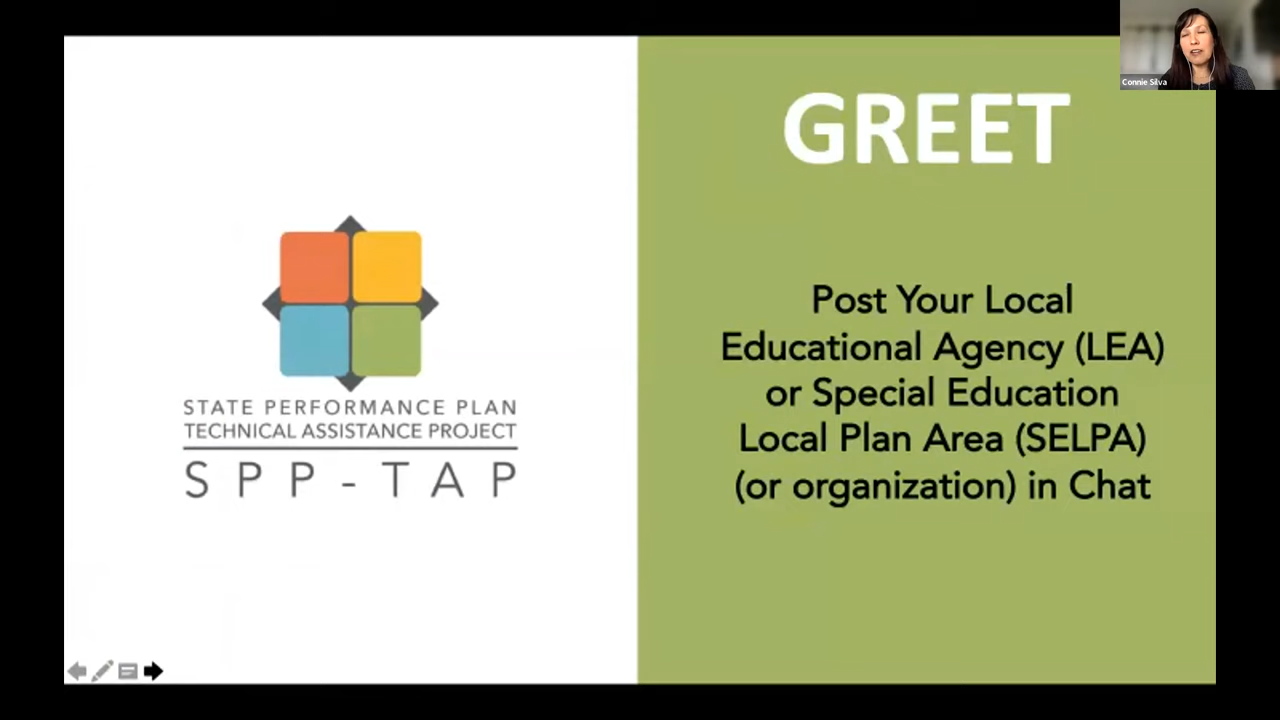 Connie Silva
GREET
STATE PERFORMANCE PLAN
TECHNICAL ASSISTANCE PROJECT
SPP-TAP
Post Your Local
Educational Agency (LEA)
or Special Education
Local Plan Area (SELPA)
(or organization) in Chat